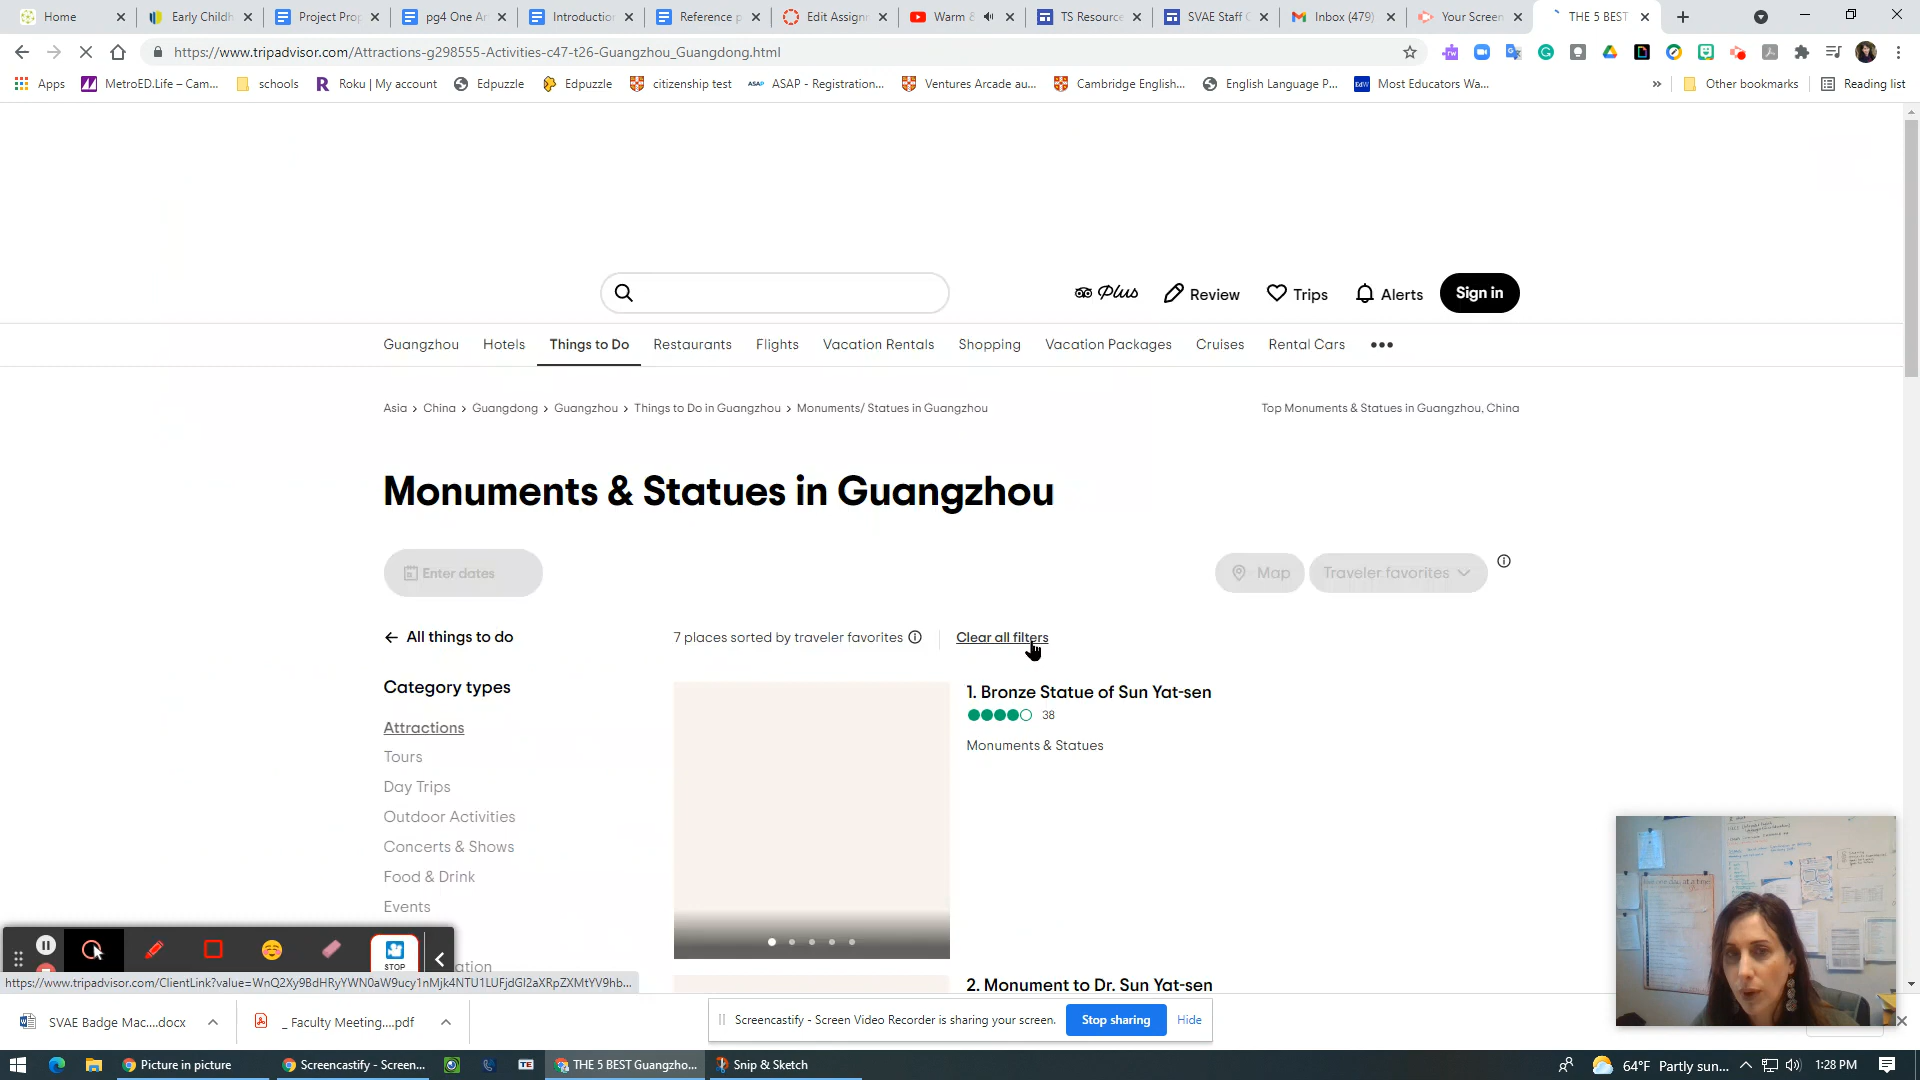 Home
Early Childh
Project Prop
pg4 One Ar
Introduction
Reference p
Edit Assignm
Warm &
TS Resource
SVAE Staff C
Inbox (479)
Your Screen
THE 5 BEST
https://www.tripadvisor.com/Attractions-g298555-Activities-c47-t26-Guangzhou_Guangdong.html
Apps
MetroED.Life – Cam...
schools
Roku | My account
Edpuzzle
Edpuzzle
citizenship test
ASAP - Registration...
Ventures Arcade au...
Cambridge English...
English Language P...
Most Educators Wa...
Other bookmarks
Reading list
Plus
Review
Trips
Alerts
Sign in
Guangzhou
Hotels
Things to Do
Restaurants
Flights
Vacation Rentals
Shopping
Vacation Packages
Cruises
Rental Cars
Asia > China > Guangdong > Guangzhou > Things to Do in Guangzhou > Monuments/ Statues in Guangzhou
Top Monuments & Statues in Guangzhou, China
Monuments & Statues in Guangzhou
Enter dates
Map
Traveler favorites
All things to do
7 places sorted by traveler favorites
Clear all filters
Category types
Attractions
Tours
Day Trips
Outdoor Activities
Concerts & Shows
Food & Drink
Events
1. Bronze Statue of Sun Yat-sen
38
Monuments & Statues
2. Monument to Dr. Sun Yat-sen
STOP
https://www.tripadvisor.com/ClientLink?value=WnQ2Xy9BdHRyYWN0aW9ucy1nMjk4NTU1LUFjdGl2aXRpZXMtYV9hb...
SVAE Badge Mac....docx
_ Faculty Meeting....pdf
Screencastify - Screen Video Recorder is sharing your screen.
Stop sharing
Hide
Picture in picture
Screencastify - Screen...
TE
THE 5 BEST Guangzho...
Snip & Sketch
64°F Partly sun...
1:28 PM